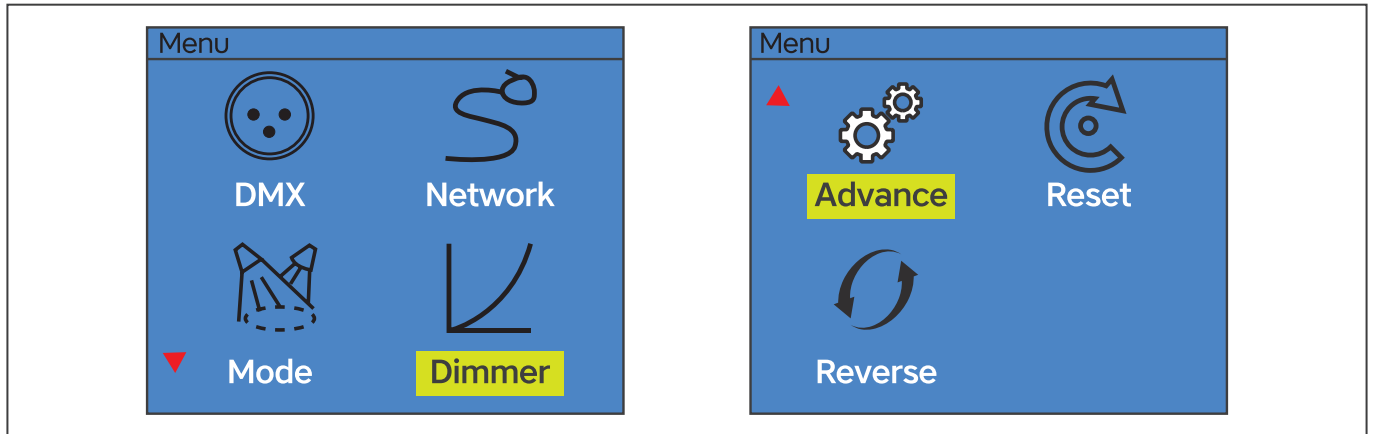 Menu
DMX
Network
Mode
Dimmer
Menu
Advance
Reset
Reverse